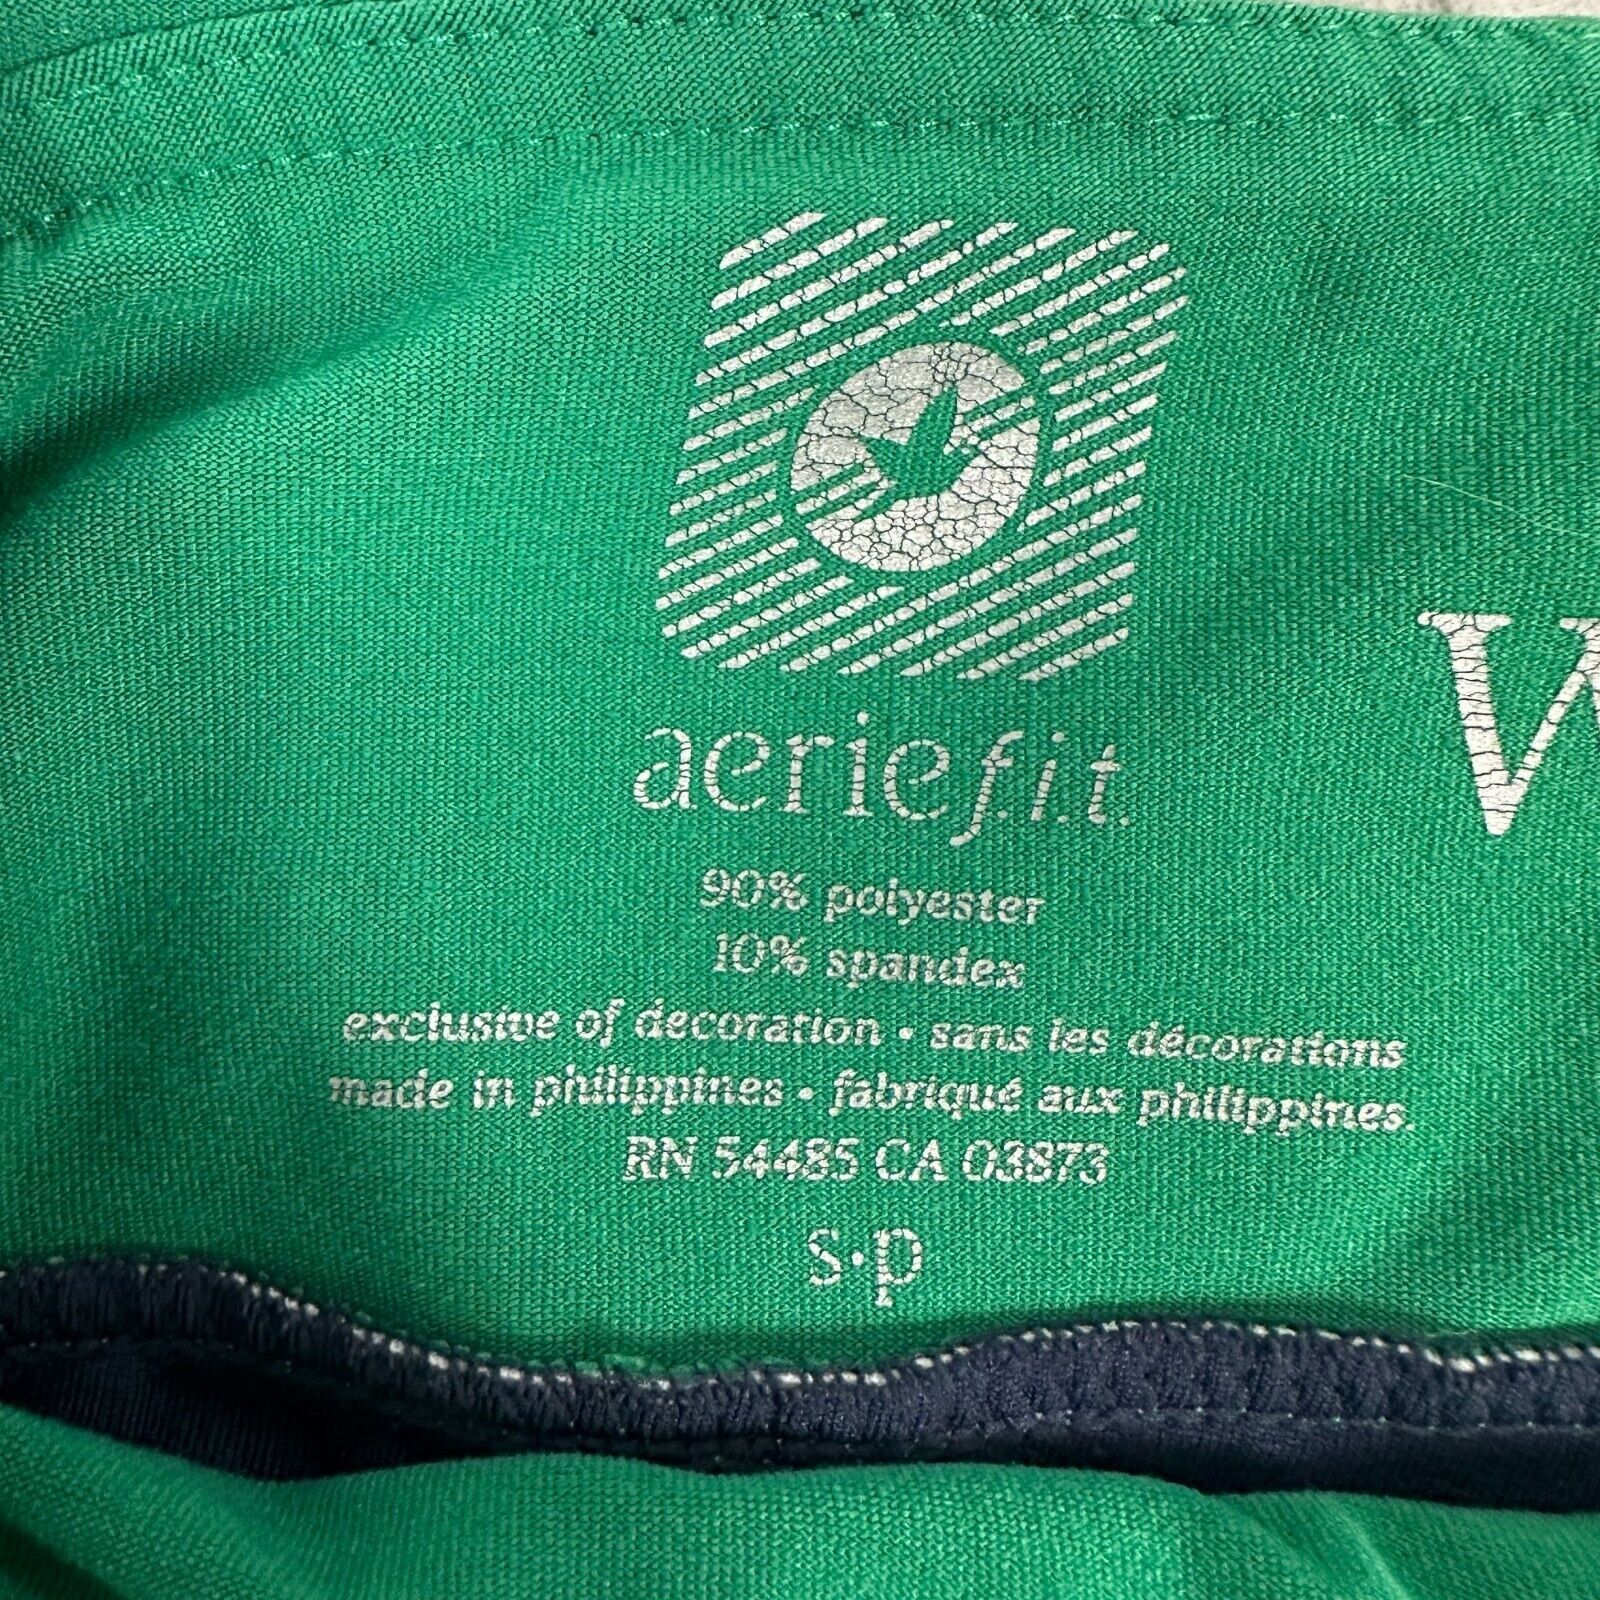 aerief.i.t.
90% polyester
10% spandex
exclusive of decoration • sans les décorations
made in philippines • fabriqué aux philippines.
RN 54485 CA 03873
s·p